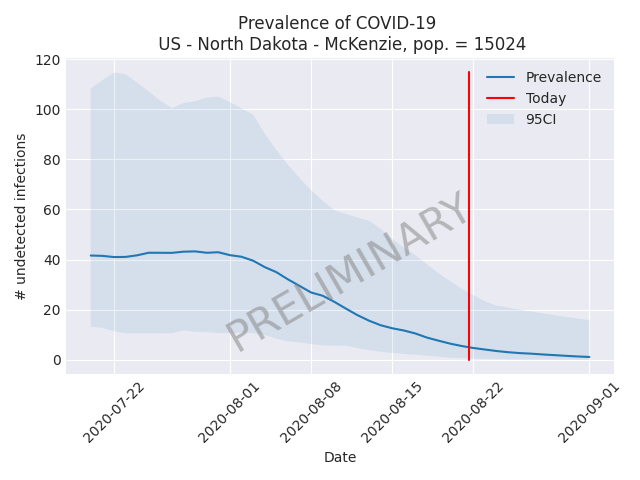 Prevalence of COVID-19
US - North Dakota - McKenzie, pop. = 15024
# undetected infections
120
100
80
60
40
20
0
Prevalence
Today
95CI
PRELIMINARY
2020-07-22
2020-08-01
2020-08-08
2020-08-15
2020-08-22
2020-09-01
Date